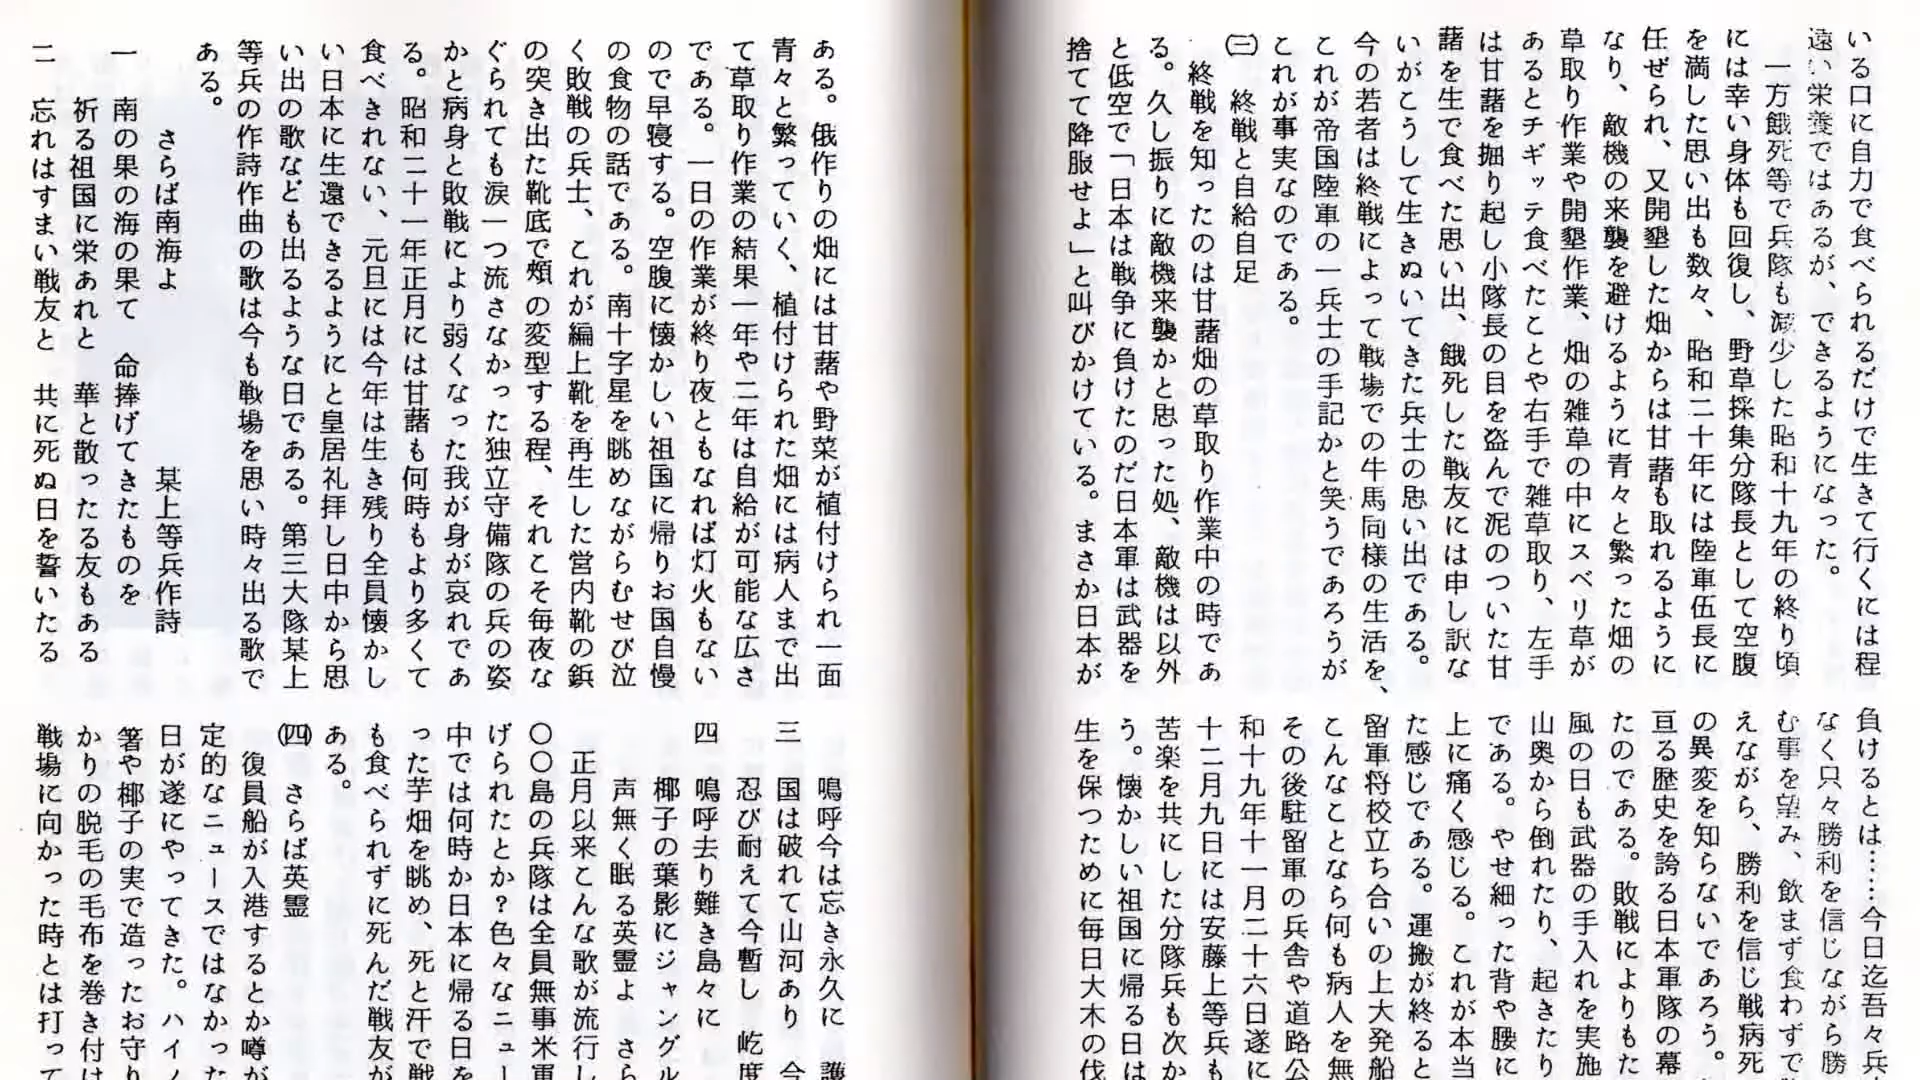 いる口に自力で食べられるだけで生きて行くには程
遠い栄養ではあるが、できるようになった。
一方餓死等で兵隊も減少した昭和十九年の終り頃
には幸い身体も回復し、野草採集分隊長として空腹
を満した思い出も数々、昭和二十年には陸軍伍長に
任ぜられ、又開墾した畑からは甘藷も取れるように
なり、敵機の来襲を避けるように青々と繁った畑の
草取り作業や開墾作業、畑の雑草の中にスベリ草が
あるとチギッテ食べたことや右手で雑草取り、左手
は甘藷を掘り起し小隊長の目を盗んで泥のついた甘
藷を生で食べた思い出、餓死した戦友には申し訳な
いがこうして生きぬいてきた兵士の思い出である。
今の若者は終戦によって戦場での牛馬同様の生活を、
これが帝国陸軍の一兵士の手記かと笑うであろうが
これが事実なのである。
㈢ 終戦と自給自足
終戦を知ったのは甘藷畑の草取り作業中の時であ
る。久し振りに敵機来襲かと思った処、敵機は以外
と低空で「日本は戦争に負けたのだ日本軍は武器を
捨てて降服せよ」と叫びかけている。まさか日本が
負けるとは……今日迄吾々兵
なく只々勝利を信じながら勝
む事を望み、飲まず食わずで
えながら、勝利を信じ戦病死
の異変を知らないであろう。
亘る歴史を誇る日本軍隊の幕
たのである。敗戦によりもた
風の日も武器の手入れを実施
山奥から倒れたり、起きたり
である。やせ細った背や腰に
上に痛く感じる。これが本当
た感じである。運搬が終ると
留軍将校立ち合いの上大発船
こんなことなら何も病人を無
その後駐留軍の兵舎や道路公
和十九年十一月二十六日遂に
十二月九日には安藤上等兵も
苦楽を共にした分隊兵も次か
う。懐かしい祖国に帰る日は
生を保つために毎日大木の伐
ある。俄作りの畑には甘藷や野菜が植付けられ一面
青々と繁っていく、植付けられた畑には病人まで出
て草取り作業の結果一年や二年は自給が可能な広さ
である。一日の作業が終り夜ともなれば灯火もない
ので早寝する。空腹に懐かしい祖国に帰りお国自慢
の食物の話である。南十字星を眺めながらむせび泣
く敗戦の兵士、これが編上靴を再生した営内靴の鋲
の突き出た靴底で頬の変型する程、それこそ毎夜な
ぐられても涙一つ流さなかった独立守備隊の兵の姿
かと病身と敗戦により弱くなった我が身が哀れであ
る。昭和二十一年正月には甘藷も何時もより多くて
食べきれない、元旦には今年は生き残り全員懐かし
い日本に生還できるようにと皇居礼拝し日中から思
い出の歌なども出るような日である。第三大隊某上
等兵の作詩作曲の歌は今も戦場を思い時々出る歌で
ある。
さらば南海よ 某上等兵作詩
一 南の果の海の果て 命捧げてきたものを
祈る祖国に栄あれと 華と散ったる友もある
二 忘れはすまい戦友と 共に死ぬ日を誓いたる
鳴呼今は忘き永久に 護
三 国は破れて山河あり 今
忍び耐えて今暫し 屹度
四 鳴呼去り難き島々に
椰子の葉影にジャングル
声無く眠る英霊よ さら
正月以来こんな歌が流行し
〇〇島の兵隊は全員無事米軍
げられたとか?色々なニュー
中では何時か日本に帰る日を
った芋畑を眺め、死と汗で戦
も食べられずに死んだ戦友が
ある。
㈣ さらば英霊
復員船が入港するとか噂が
定的なニュースではなかった
日が遂にやってきた。ハイノ
箸や椰子の実で造ったお守り
かりの脱毛の毛布を巻き付け
戦場に向かった時とは打って